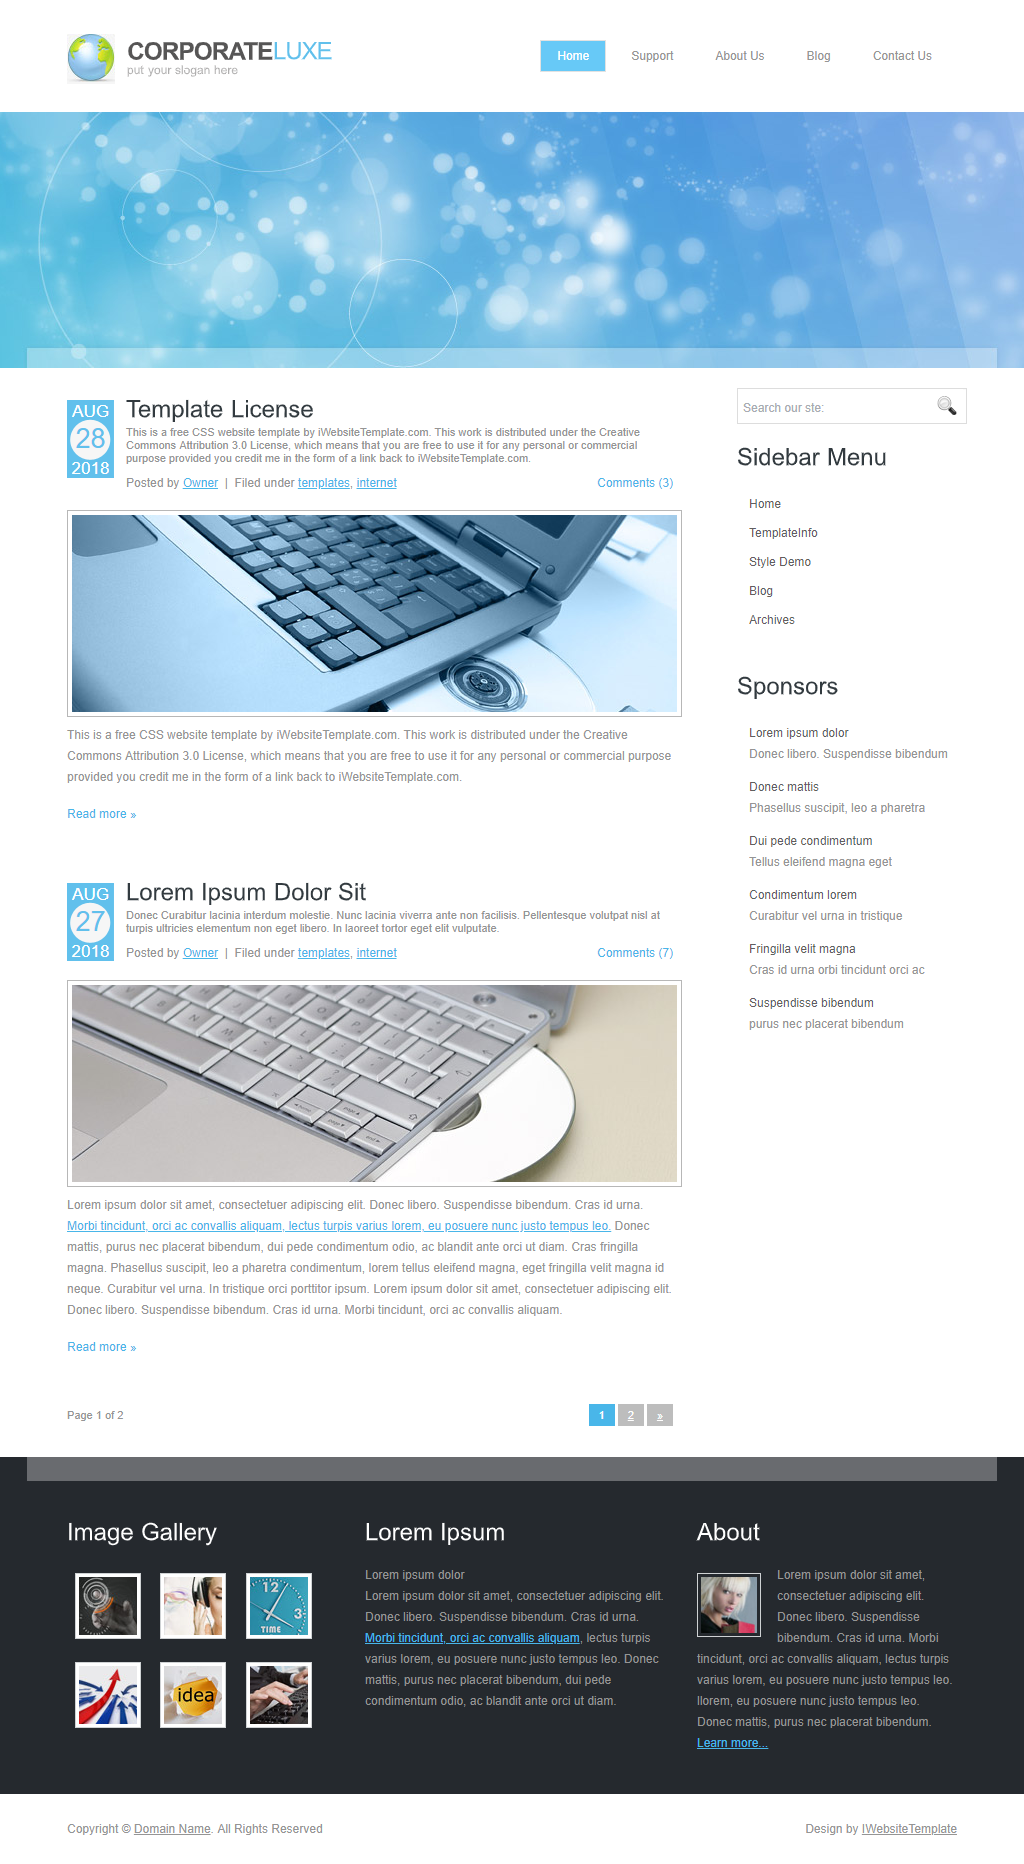 CORPORATELUXE
put your slogan here
Home Support About Us Blog Contact Us
AUG
28
2018
Template License
This is a free CSS website template by iWebsiteTemplate.com. This work is distributed under the Creative
Commons Attribution 3.0 License, which means that you are free to use it for any personal or commercial
purpose provided you credit me in the form of a link back to iWebsiteTemplate.com.
Posted by Owner | Filed under templates, internet Comments (3)
This is a free CSS website template by iWebsiteTemplate.com. This work is distributed under the Creative
Commons Attribution 3.0 License, which means that you are free to use it for any personal or commercial purpose
provided you credit me in the form of a link back to iWebsiteTemplate.com.
Read more »
AUG
27
2018
Lorem Ipsum Dolor Sit
Donec Curabitur lacinia interdum molestie. Nunc lacinia viverra ante non facilisis. Pellentesque volutpat nisl at
turpis ultricies elementum non eget libero. In laoreet tortor eget elit vulputate.
Posted by Owner | Filed under templates, internet Comments (7)
Lorem ipsum dolor sit amet, consectetuer adipiscing elit. Donec libero. Suspendisse bibendum. Cras id urna.
Morbi tincidunt, orci ac convallis aliquam, lectus turpis varius lorem, eu posuere nunc justo tempus leo. Donec
mattis, purus nec placerat bibendum, dui pede condimentum odio, ac blandit ante orci ut diam. Cras fringilla
magna. Phasellus suscipit, leo a pharetra condimentum, lorem tellus eleifend magna, eget fringilla velit magna id
neque. Curabitur vel urna. In tristique orci porttitor ipsum. Lorem ipsum dolor sit amet, consectetuer adipiscing elit.
Donec libero. Suspendisse bibendum. Cras id urna. Morbi tincidunt, orci ac convallis aliquam.
Read more »
Page 1 of 2 1 2 »
Search our ste:
Sidebar Menu
Home
TemplateInfo
Style Demo
Blog
Archives
Sponsors
Lorem ipsum dolor
Donec libero. Suspendisse bibendum
Donec mattis
Phasellus suscipit, leo a pharetra
Dui pede condimentum
Tellus eleifend magna eget
Condimentum lorem
Curabitur vel urna in tristique
Fringilla velit magna
Cras id urna orbi tincidunt orci ac
Suspendisse bibendum
purus nec placerat bibendum
Image Gallery
12
3
TIME
idea
Lorem Ipsum
Lorem ipsum dolor
Lorem ipsum dolor sit amet, consectetuer adipiscing elit.
Donec libero. Suspendisse bibendum. Cras id urna.
Morbi tincidunt, orci ac convallis aliquam, lectus turpis
varius lorem, eu posuere nunc justo tempus leo. Donec
mattis, purus nec placerat bibendum, dui pede
condimentum odio, ac blandit ante orci ut diam.
About
Lorem ipsum dolor sit amet,
consectetuer adipiscing elit.
Donec libero. Suspendisse
bibendum. Cras id urna. Morbi
tincidunt, orci ac convallis aliquam, lectus turpis
varius lorem, eu posuere nunc justo tempus leo.
llorem, eu posuere nunc justo tempus leo.
Donec mattis, purus nec placerat bibendum.
Learn more...
Copyright © Domain Name. All Rights Reserved Design by IWebsiteTemplate